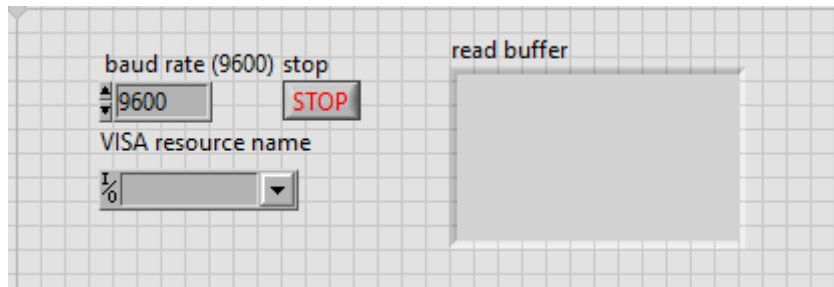 baud rate (9600) stop
9600 STOP
VISA resource name
I/O
read buffer